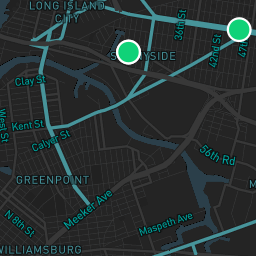 LONG ISLAND
CITY
36th St
42nd St
47th
Clay St
West St
Kent St
Calyer St
56th Rd
GREENPOINT
Meeker Ave
N 8th St
Maspeth Ave
WILLIAMSBURG